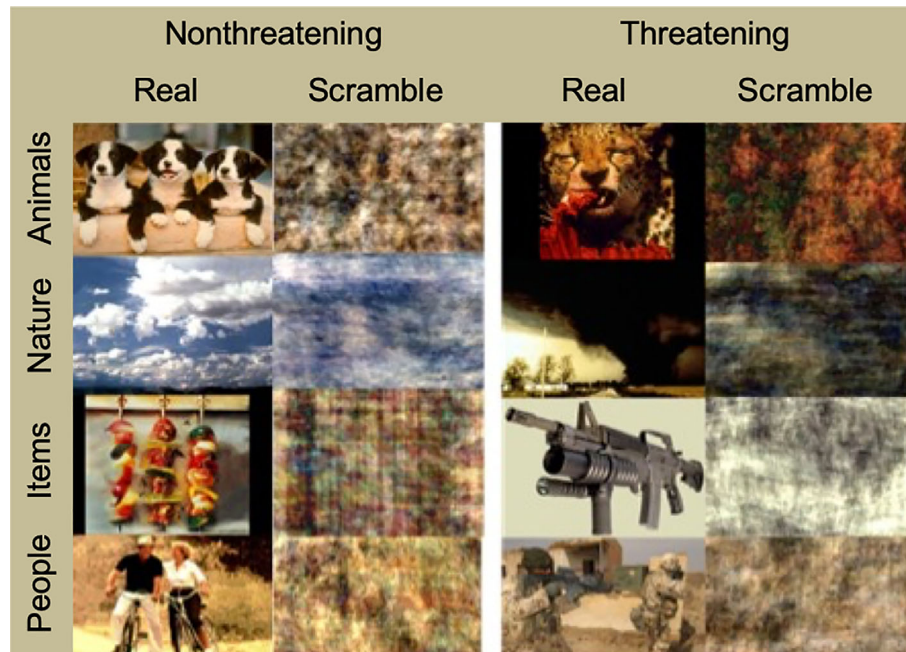 Nonthreatening Threatening
Real Scramble Real Scramble
Animals
Nature
Items
People